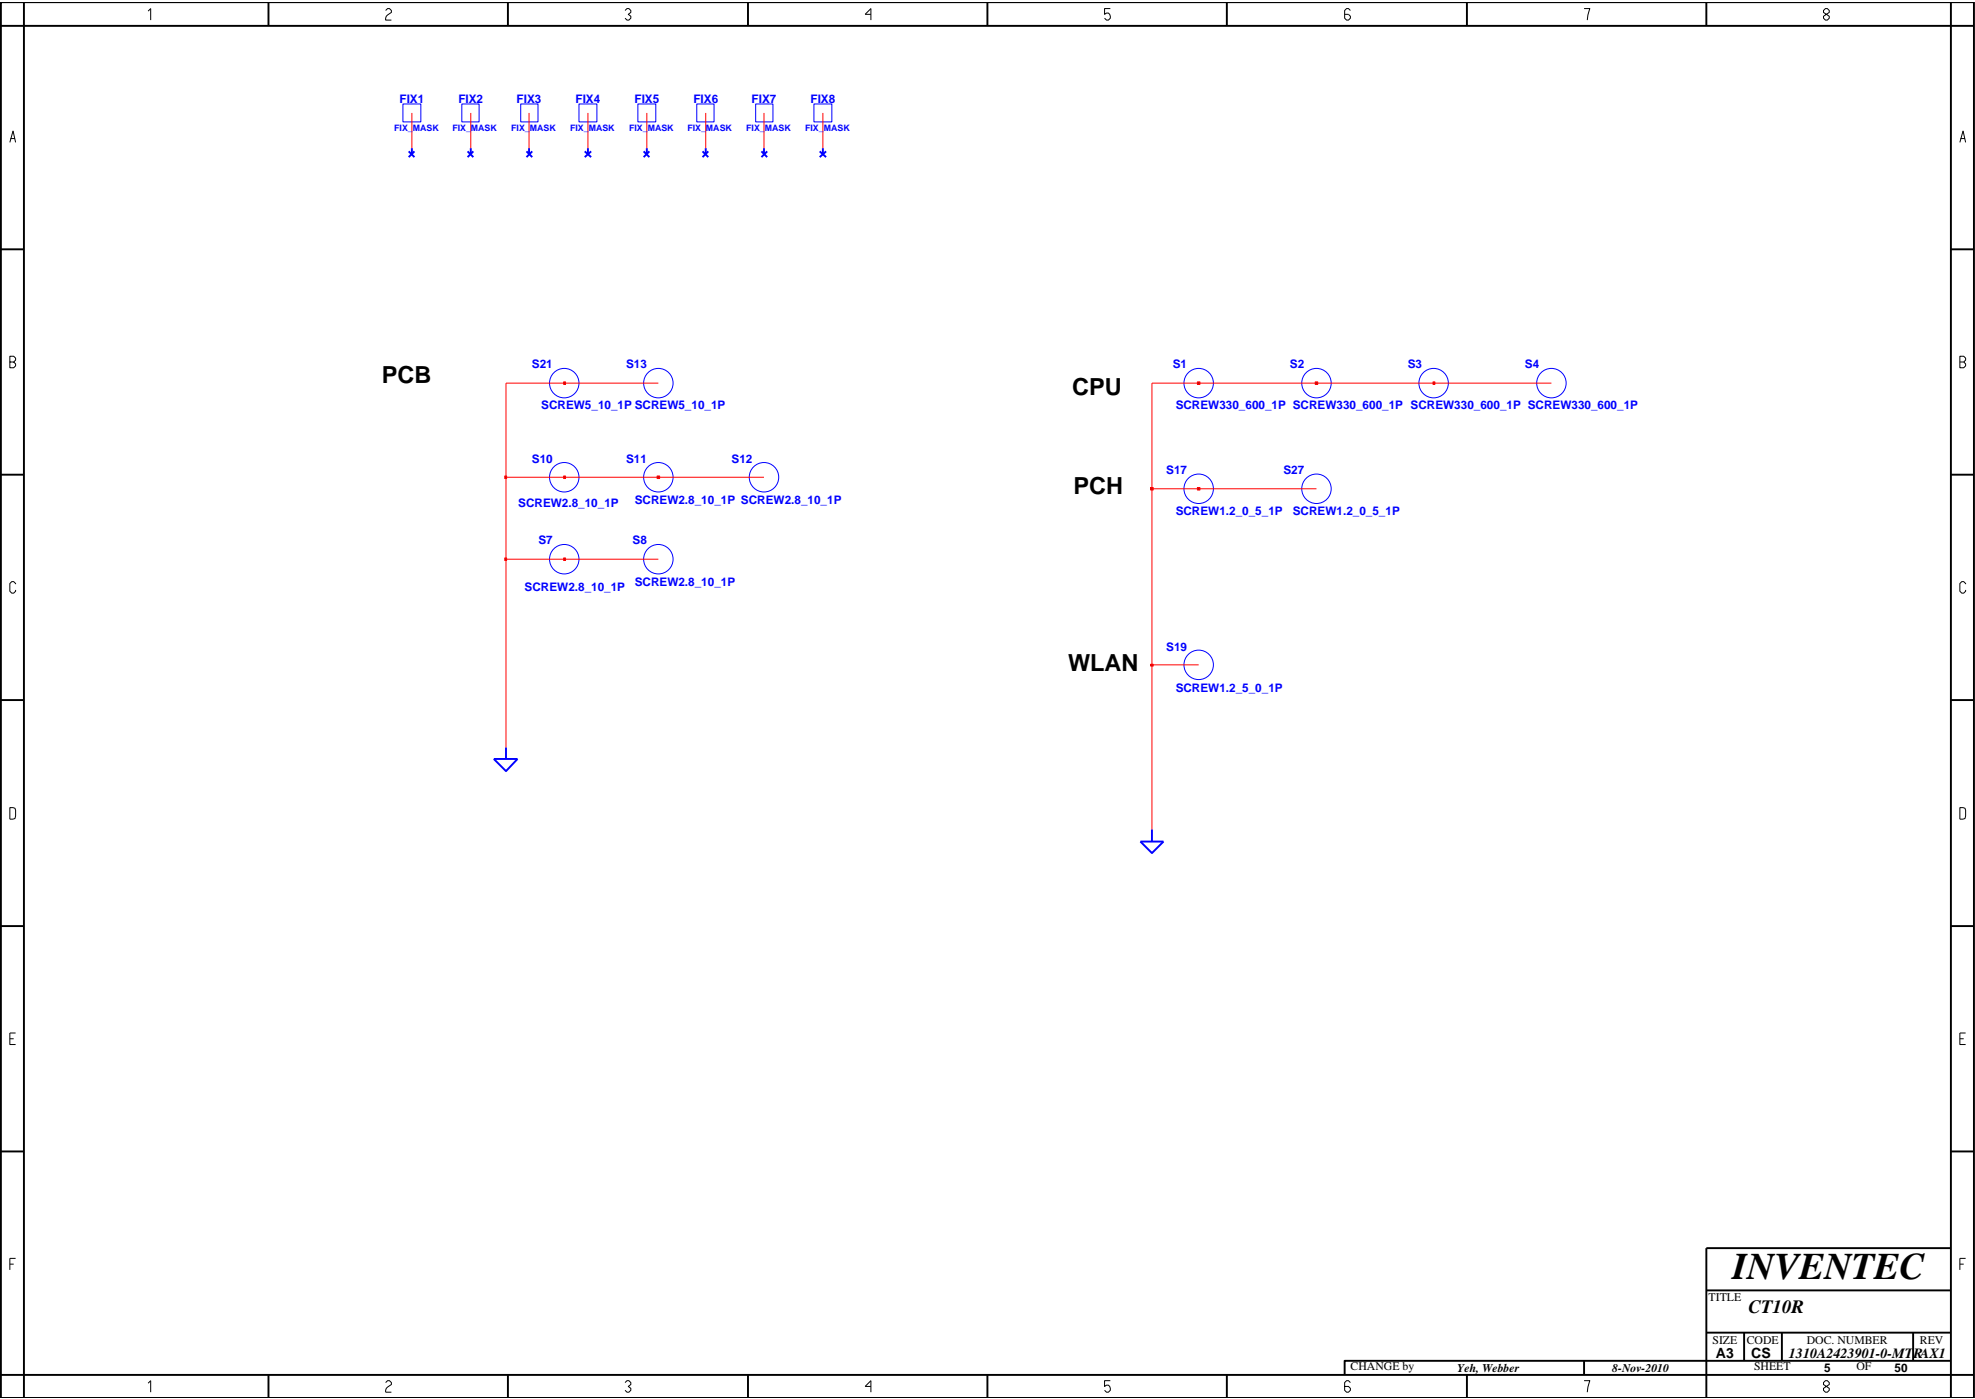 1 2 3 4 5 6 7 8
FIX1 FIX2 FIX3 FIX4 FIX5 FIX6 FIX7 FIX8
FIX_MASK FIX_MASK FIX_MASK FIX_MASK FIX_MASK FIX_MASK FIX_MASK FIX_MASK
A A
B B
PCB
S21 S13
SCREW5_10_1P SCREW5_10_1P
S10 S11 S12
SCREW2.8_10_1P SCREW2.8_10_1P SCREW2.8_10_1P
S7 S8
SCREW2.8_10_1P SCREW2.8_10_1P
CPU
S1 S2 S3 S4
SCREW330_600_1P SCREW330_600_1P SCREW330_600_1P SCREW330_600_1P
PCH
S17 S27
SCREW1.2_0_5_1P SCREW1.2_0_5_1P
WLAN
S19
SCREW1.2_5_0_1P
C C
D D
E E
F F
INVENTEC
TITLE CT10R
SIZE CODE DOC. NUMBER REV
A3 CS 1310A2423901-0-MTR AX1
CHANGE by Yeh, Webber 8-Nov-2010 SHEET 5 OF 50
1 2 3 4 5 6 7 8